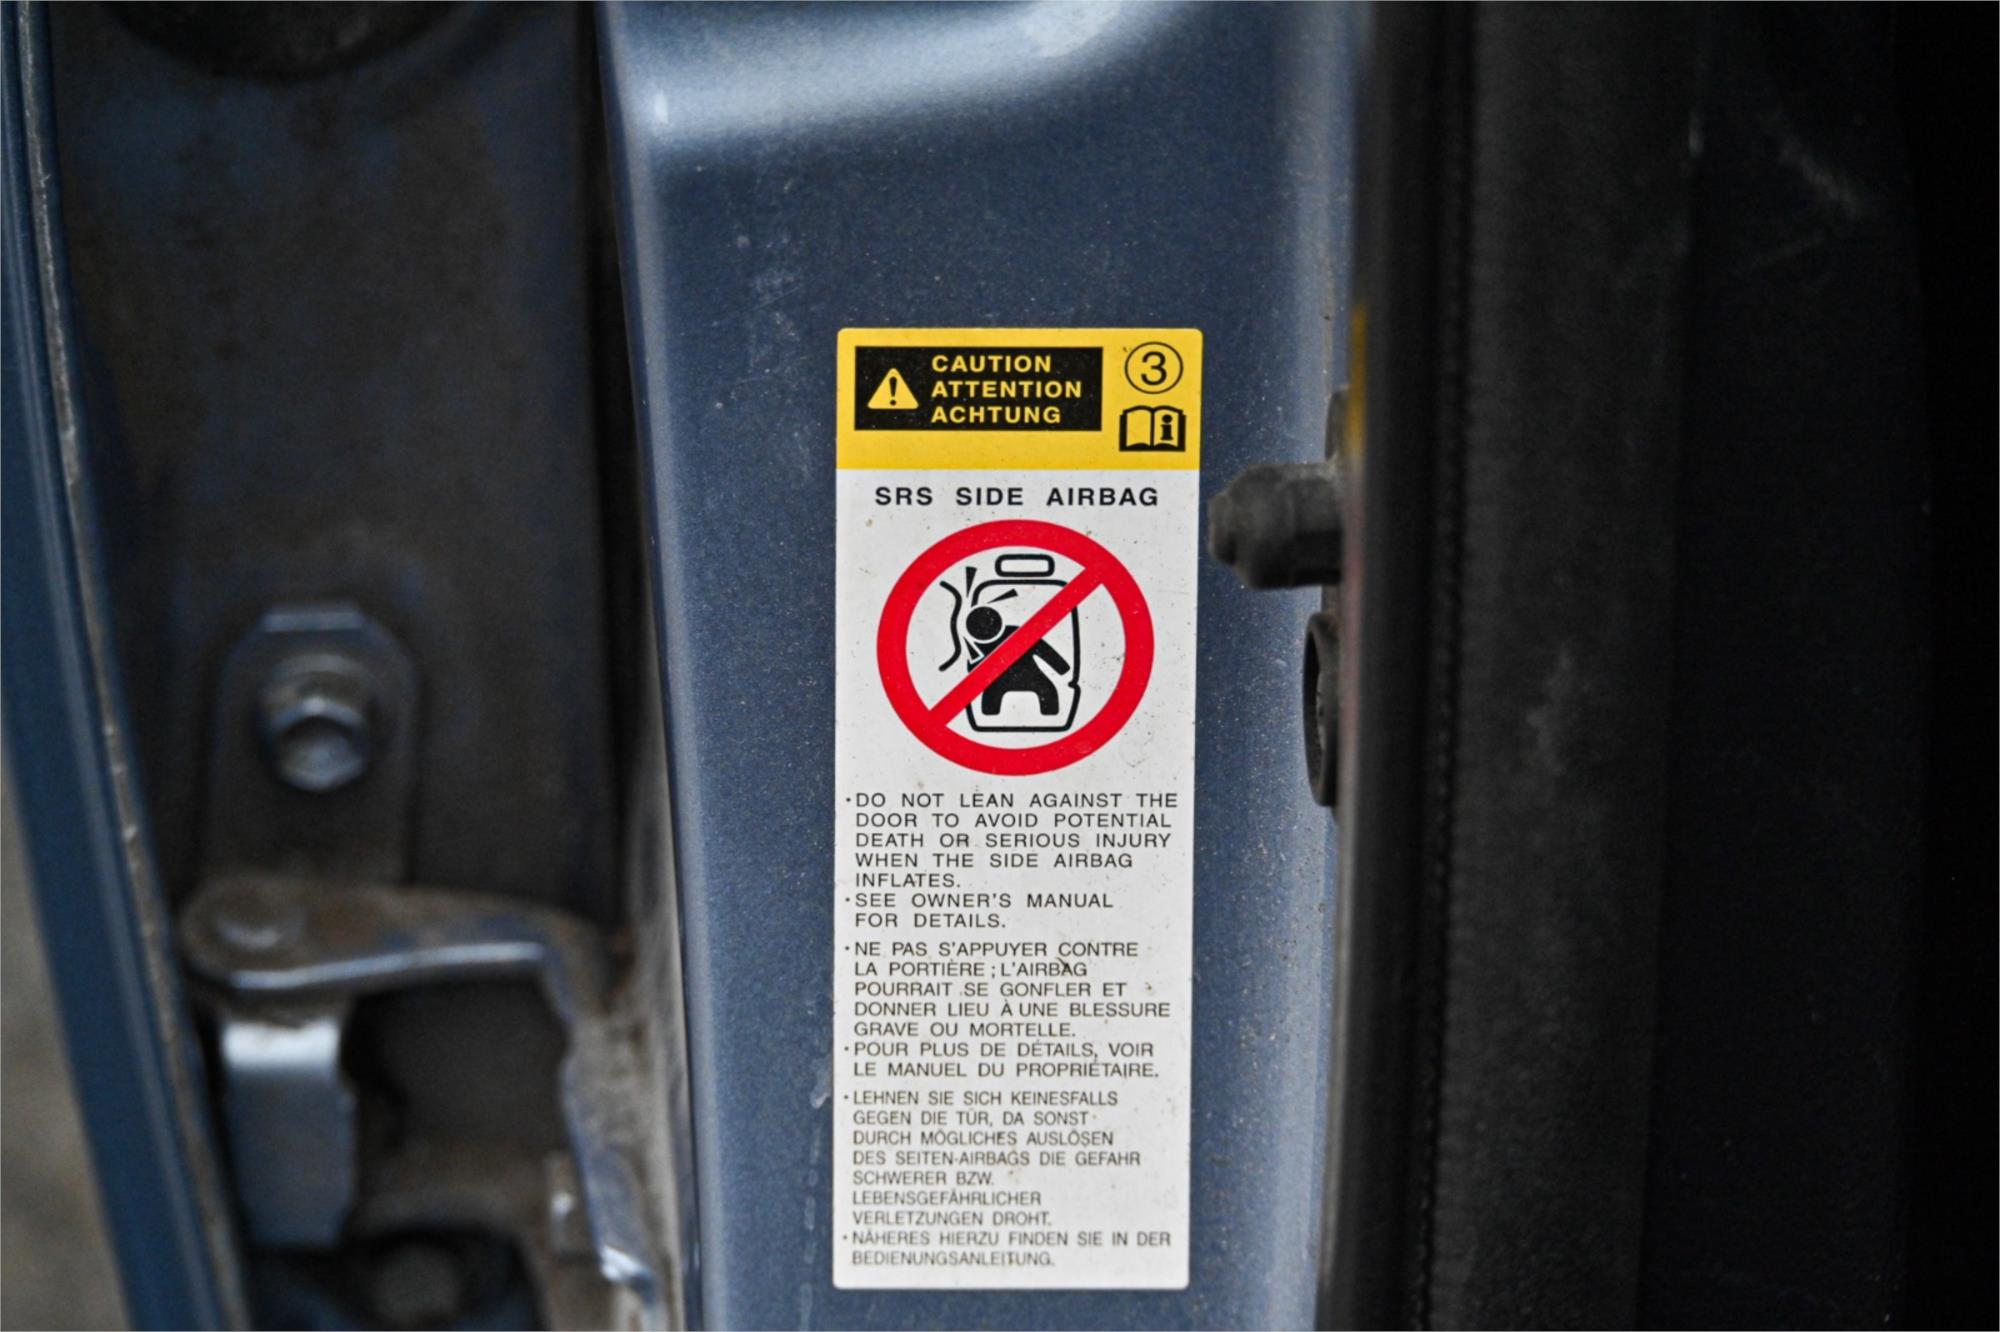 CAUTION
ATTENTION
ACHTUNG
3
i
SRS SIDE AIRBAG
·DO NOT LEAN AGAINST THE
DOOR TO AVOID POTENTIAL
DEATH OR SERIOUS INJURY
WHEN THE SIDE AIRBAG
INFLATES.
·SEE OWNER'S MANUAL
FOR DETAILS.
·NE PAS S'APPUYER CONTRE
LA PORTIÈRE ; L'AIRBAG
POURRAIT SE GONFLER ET
DONNER LIEU À UNE BLESSURE
GRAVE OU MORTELLE.
·POUR PLUS DE DÉTAILS, VOIR
LE MANUEL DU PROPRIÉTAIRE.
·LEHNEN SIE SICH KEINESFALLS
GEGEN DIE TÜR, DA SONST
DURCH MÖGLICHES AUSLÖSEN
DES SEITEN-AIRBAGS DIE GEFAHR
SCHWERER BZW.
LEBENSGEFÄHRLICHER
VERLETZUNGEN DROHT.
·NÄHERES HIERZU FINDEN SIE IN DER
BEDIENUNGSANLEITUNG.